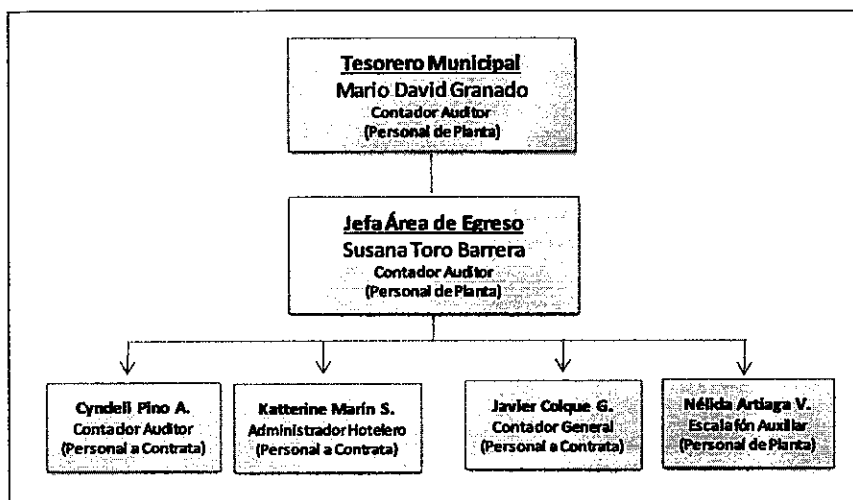 Tesorero Municipal
Mario David Granado
Contador Auditor
(Personal de Planta)
Jefa Área de Egreso
Susana Toro Barrera
Contador Auditor
(Personal de Planta)
Cyndeli Pino A.
Contador Auditor
(Personal a Contrata)
Katterine Marín S.
Administrador Hotelero
(Personal a Contrata)
Javier Colque G.
Contador General
(Personal a Contrata)
Nélida Artiaga V.
Escalafón Auxiliar
(Personal de Planta)